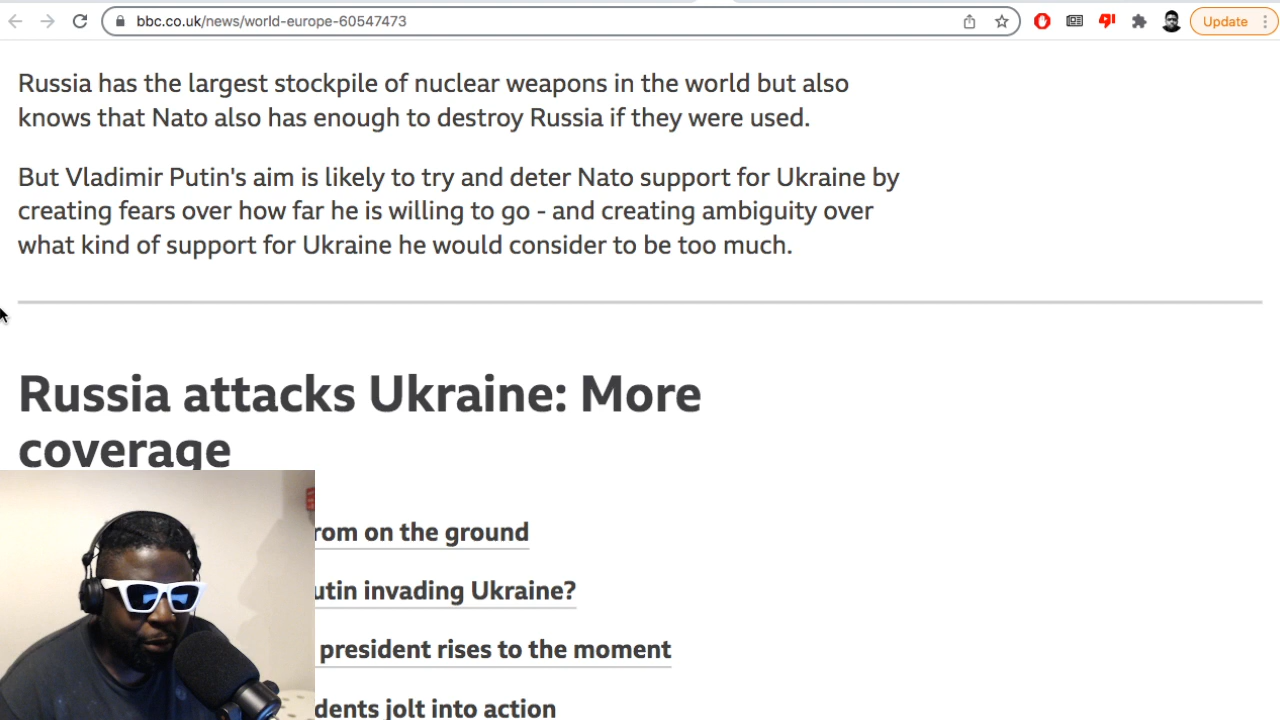 bbc.co.uk/news/world-europe-60547473
Update
Russia has the largest stockpile of nuclear weapons in the world but also
knows that Nato also has enough to destroy Russia if they were used.
But Vladimir Putin's aim is likely to try and deter Nato support for Ukraine by
creating fears over how far he is willing to go - and creating ambiguity over
what kind of support for Ukraine he would consider to be too much.
Russia attacks Ukraine: More
coverage
rom on the ground
utin invading Ukraine?
president rises to the moment
dents jolt into action